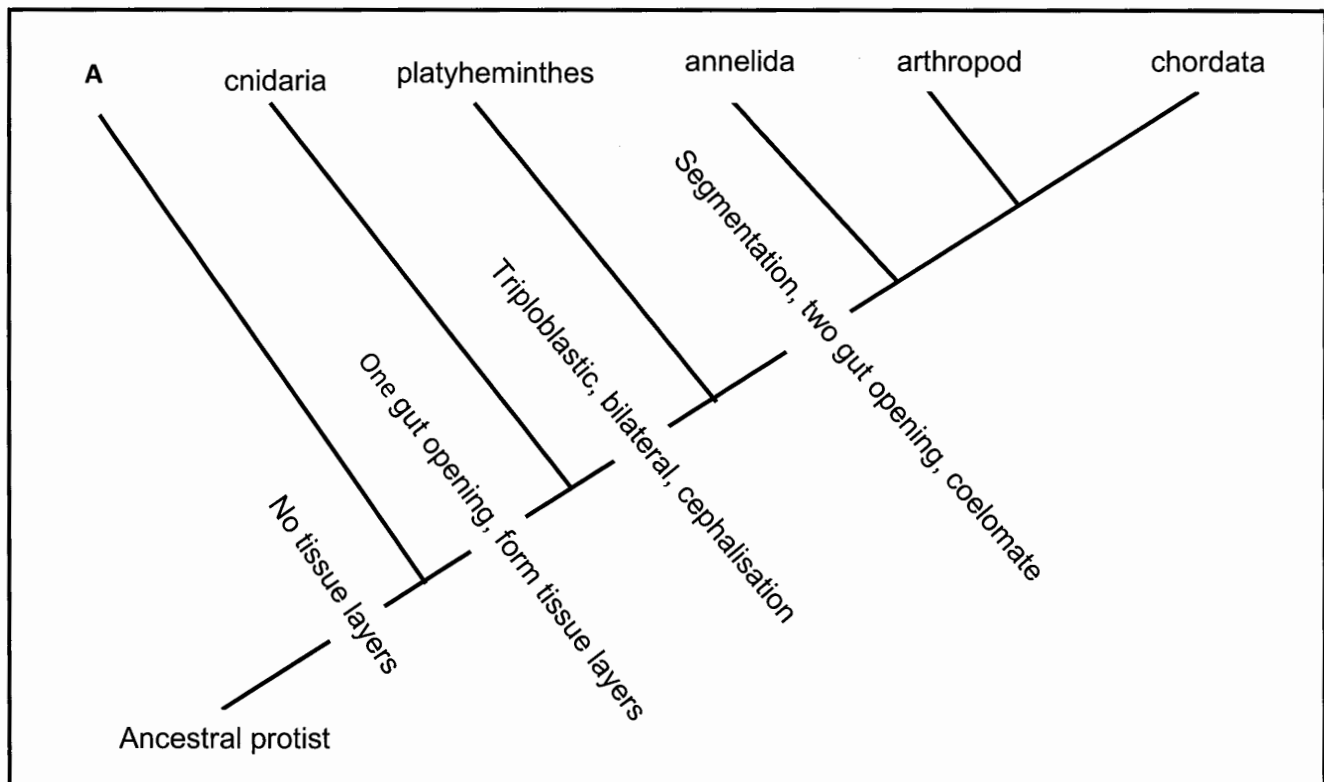 A
cnidaria
platyheminthes
annelida
arthropod
chordata
Segmentation, two gut opening, coelomate
Triploblastic, bilateral, cephalisation
One gut opening, form tissue layers
No tissue layers
Ancestral protist